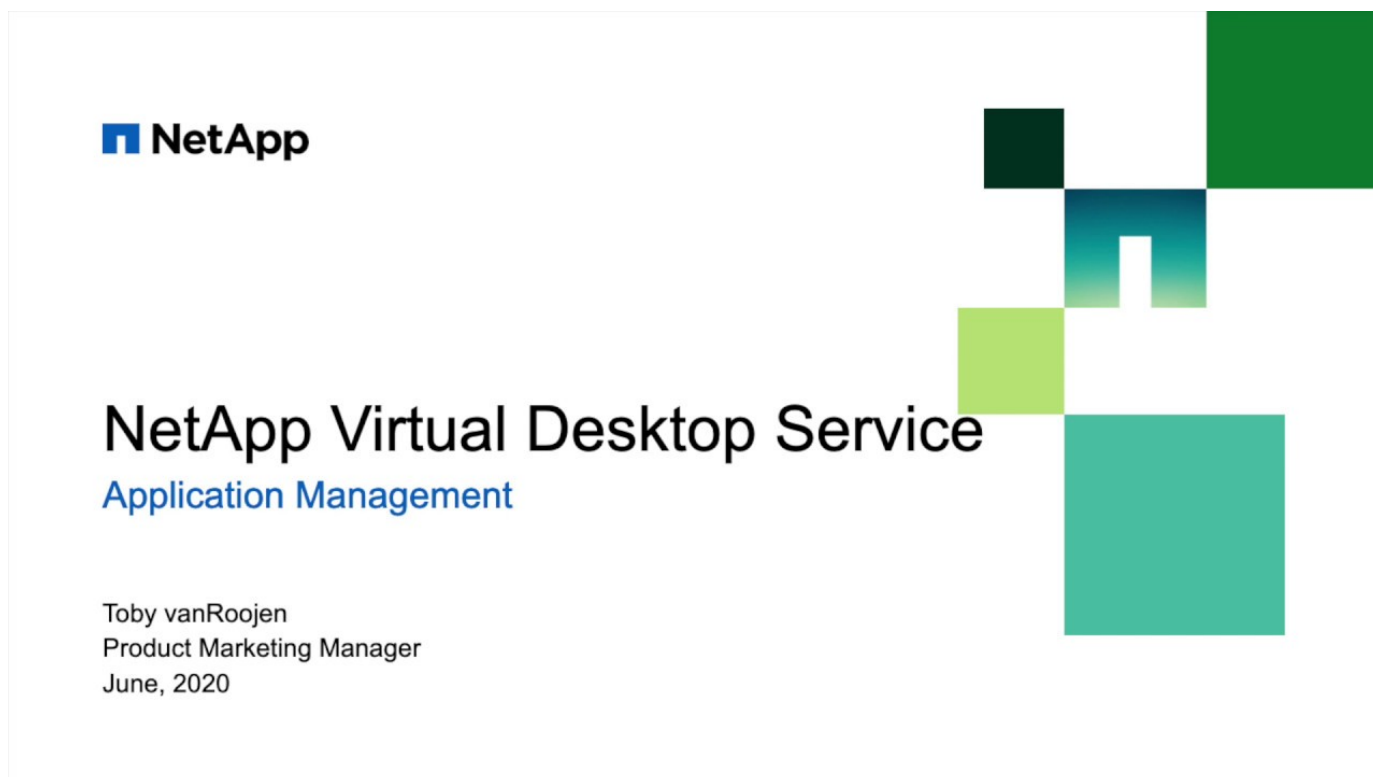 NetApp
NetApp Virtual Desktop Service
Application Management
Toby vanRoojen
Product Marketing Manager
June, 2020